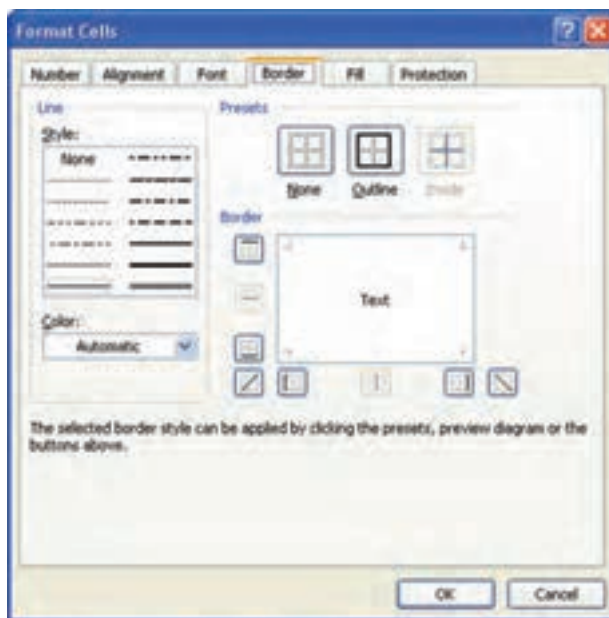 Format Cells
Number Alignment Font Border Fill Protection
Line
Style:
None
Color:
Automatic
Presets
None Outline Inside
Border
Text
The selected border style can be applied by clicking the presets, preview diagram or the
buttons above.
OK Cancel